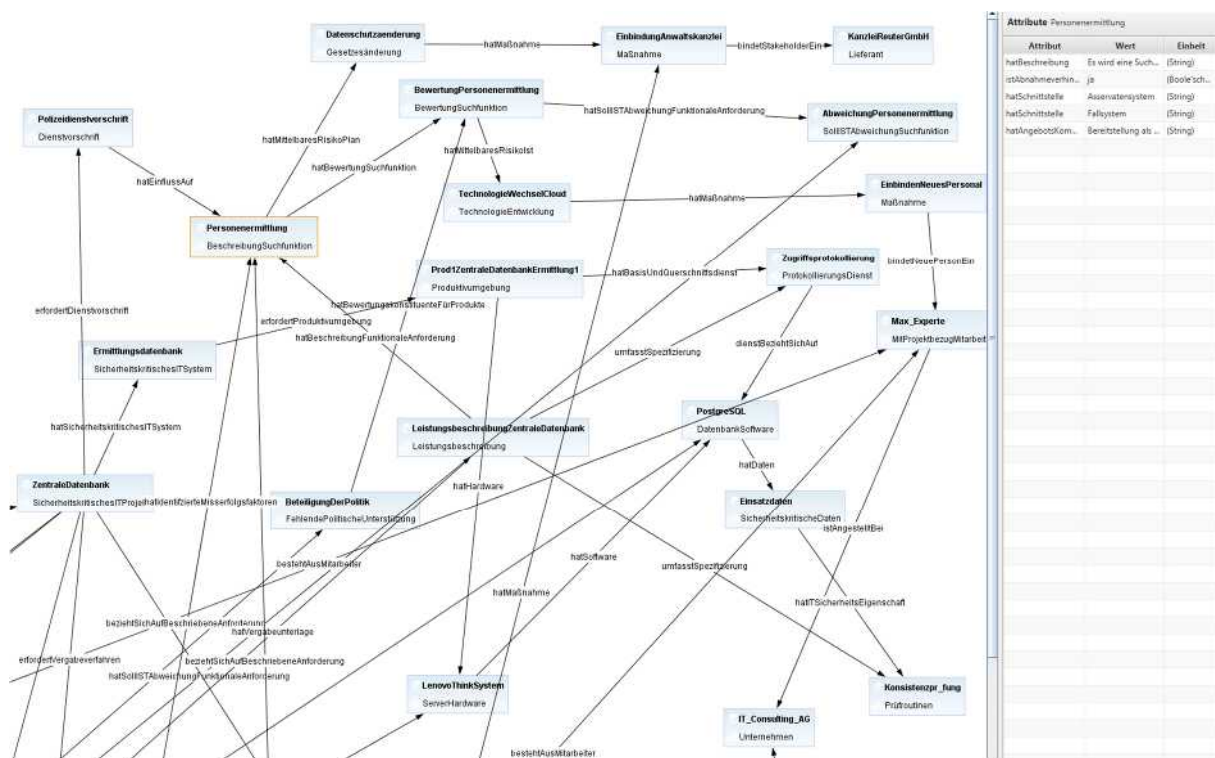 Datenschutzaenderung
Gesetzesänderung
hatMaßnahme
EinbindungAnwaltskanzlei
Maßnahme
bindetStakeholderEin
KanzleiReuterGmbH
Lieferant
BewertungPersonenermittlung
BewertungSuchfunktion
hatSollISTAbweichungFunktionaleAnforderung
AbweichungPersonenermittlung
SollISTAbweichungSuchfunktion
Polizeidienstvorschrift
Dienstvorschrift
hatMittelbaresRisikoPlan
hatMittelbaresRisikoIst
hatBewertungSuchfunktion
hatEinflussAuf
TechnologieWechselCloud
TechnologieEntwicklung
hatMaßnahme
EinbindenNeuesPersonal
Maßnahme
Personenermittlung
BeschreibungSuchfunktion
Prod1ZentraleDatenbankErmittlung1
Produktivumgebung
hatBasisUndQuerschnittsdienst
Zugriffsprotokollierung
ProtokollierungsDienst
bindetNeuePersonEin
erfordertDienstvorschrift
hatBewertungskonstituenteFürProdukte
erfordertProduktivumgebung
hatBeschreibungFunktionaleAnforderung
Max_Experte
MitProjektbezugMitarbeit
Ermittlungsdatenbank
SicherheitskritischesITSystem
umfasstSpezifizierung
dienstBeziehtSichAuf
hatSicherheitskritischesITSystem
LeistungsbeschreibungZentraleDatenbank
Leistungsbeschreibung
PostgreSQL
DatenbankSoftware
hatDaten
ZentraleDatenbank
SicherheitskritischesITProje
hatIdentifizierteMisserfolgsfaktoren
BeteiligungDerPolitik
FehlendePolitischeUnterstützung
hatHardware
Einsatzdaten
SicherheitskritischeDaten
istAngestelltBei
hatSoftware
bestehtAusMitarbeiter
umfasstSpezifizierung
hatMaßnahme
hatITSicherheitsEigenschaft
beziehtSichAufBeschriebeneAnforderung
hatVergabeunterlage
erfordertVergabeverfahren
beziehtSichAufBeschriebeneAnforderung
hatSollISTAbweichungFunktionaleAnforderung
LenovoThinkSystem
ServerHardware
Konsistenzpr_fung
Prüfroutinen
IT_Consulting_AG
Unternehmen
bestehtAusMitarbeiter
Attribute Personenermittlung
Attribut Wert Einheit
hatBeschreibung Es wird eine Such... (String)
istAbnahmeverhin... ja (Boole'sch...
hatSchnittstelle Asservatensystem (String)
hatSchnittstelle Fallsystem (String)
hatAngebotsKom... Bereitstellung als ... (String)